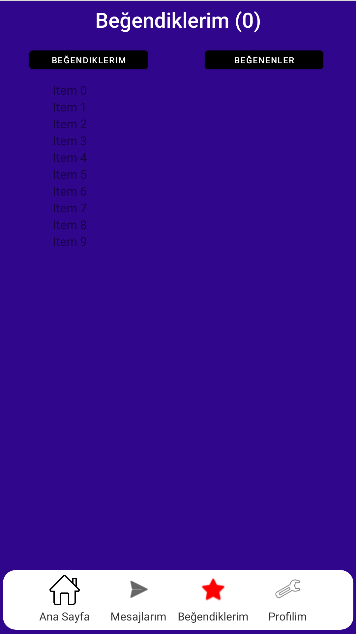 Beğendiklerim (0)
BEĞENDIKLERIM
BEĞENENLER
Item 0
Item 1
Item 2
Item 3
Item 4
Item 5
Item 6
Item 7
Item 8
Item 9
Ana Sayfa
Mesajlarım
Beğendiklerim
Profilim